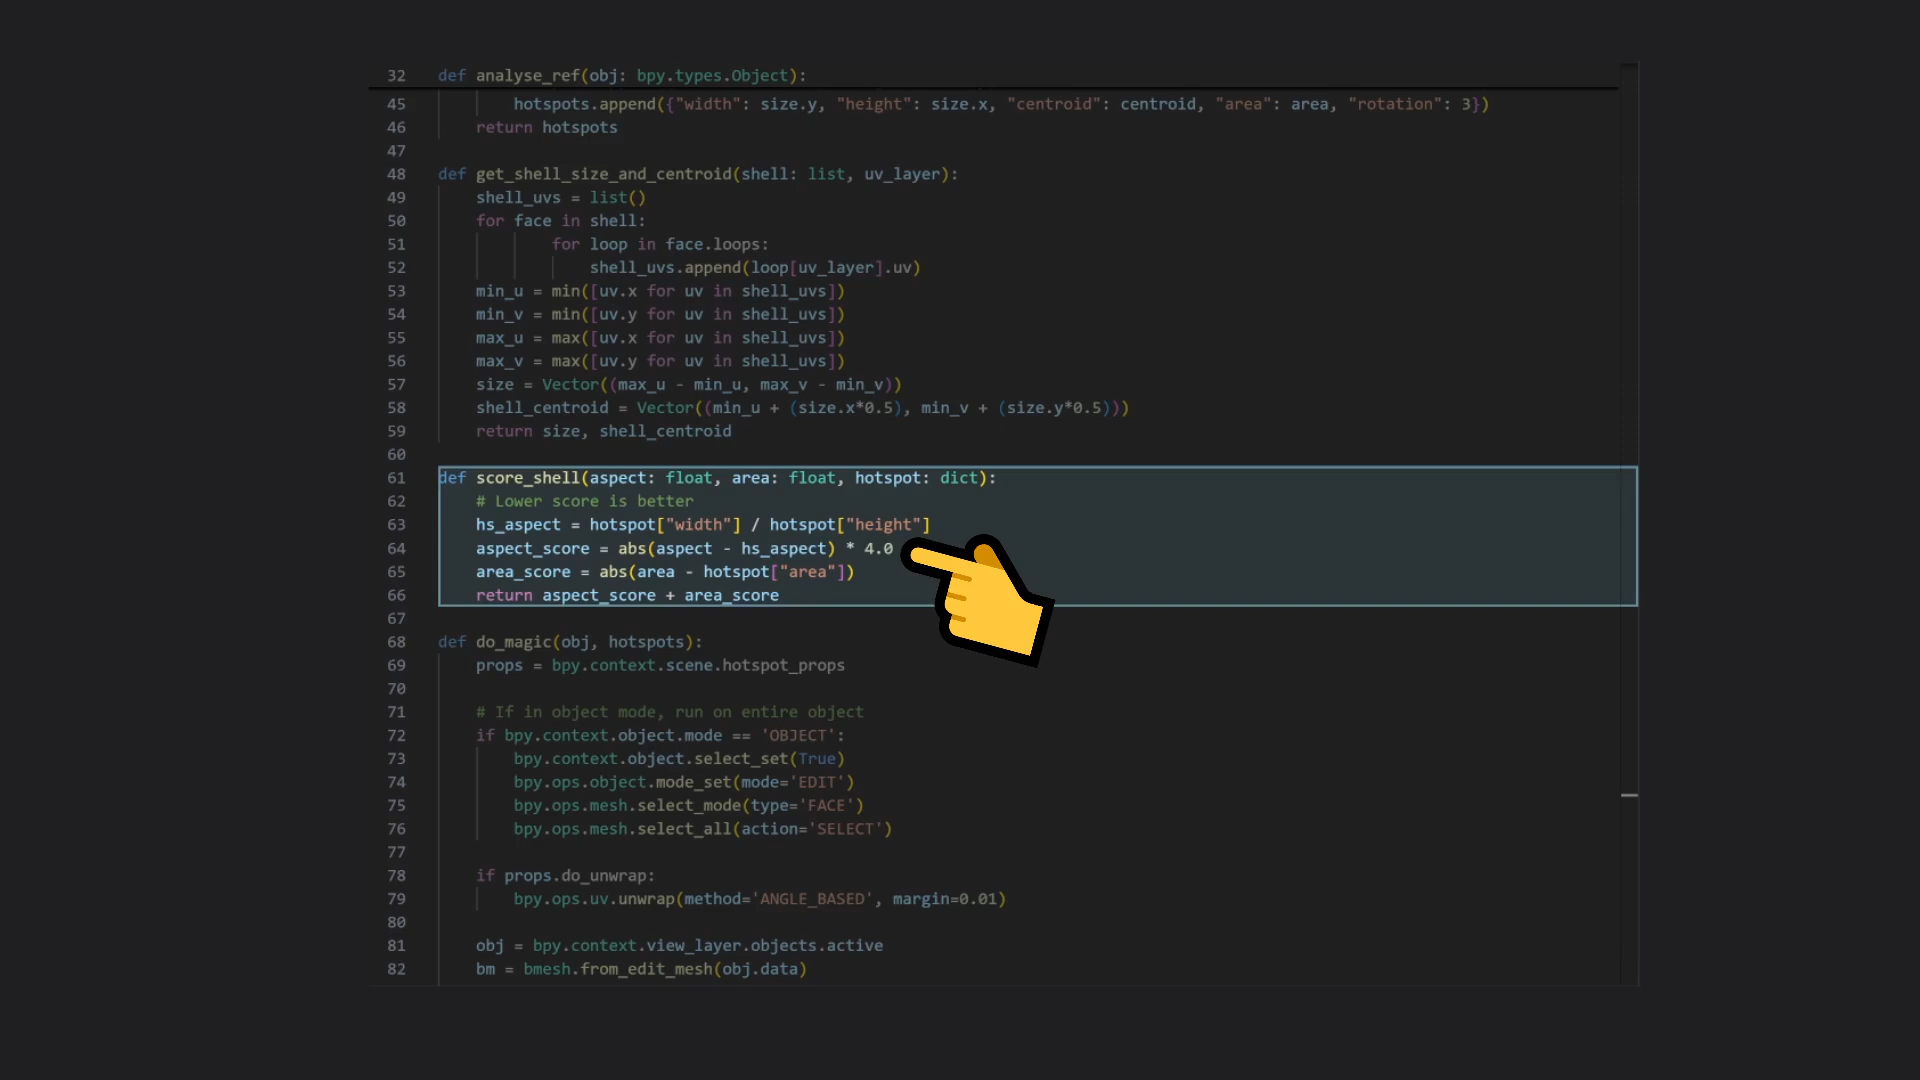 32 def analyse_ref(obj: bpy.types.Object):
45 hotspots.append({"width": size.y, "height": size.x, "centroid": centroid, "area": area, "rotation": 3})
46 return hotspots
47
48 def get_shell_size_and_centroid(shell: list, uv_layer):
49 shell_uvs = list()
50 for face in shell:
51 for loop in face.loops:
52 shell_uvs.append(loop[uv_layer].uv)
53 min_u = min([uv.x for uv in shell_uvs])
54 min_v = min([uv.y for uv in shell_uvs])
55 max_u = max([uv.x for uv in shell_uvs])
56 max_v = max([uv.y for uv in shell_uvs])
57 size = Vector((max_u - min_u, max_v - min_v))
58 shell_centroid = Vector((min_u + (size.x*0.5), min_v + (size.y*0.5)))
59 return size, shell_centroid
60
61 def score_shell(aspect: float, area: float, hotspot: dict):
62 # Lower score is better
63 hs_aspect = hotspot["width"] / hotspot["height"]
64 aspect_score = abs(aspect - hs_aspect) * 4.0
65 area_score = abs(area - hotspot["area"])
66 return aspect_score + area_score
67
68 def do_magic(obj, hotspots):
69 props = bpy.context.scene.hotspot_props
70
71 # If in object mode, run on entire object
72 if bpy.context.object.mode == 'OBJECT':
73 bpy.context.object.select_set(True)
74 bpy.ops.object.mode_set(mode='EDIT')
75 bpy.ops.mesh.select_mode(type='FACE')
76 bpy.ops.mesh.select_all(action='SELECT')
77
78 if props.do_unwrap:
79 bpy.ops.uv.unwrap(method='ANGLE_BASED', margin=0.01)
80
81 obj = bpy.context.view_layer.objects.active
82 bm = bmesh.from_edit_mesh(obj.data)